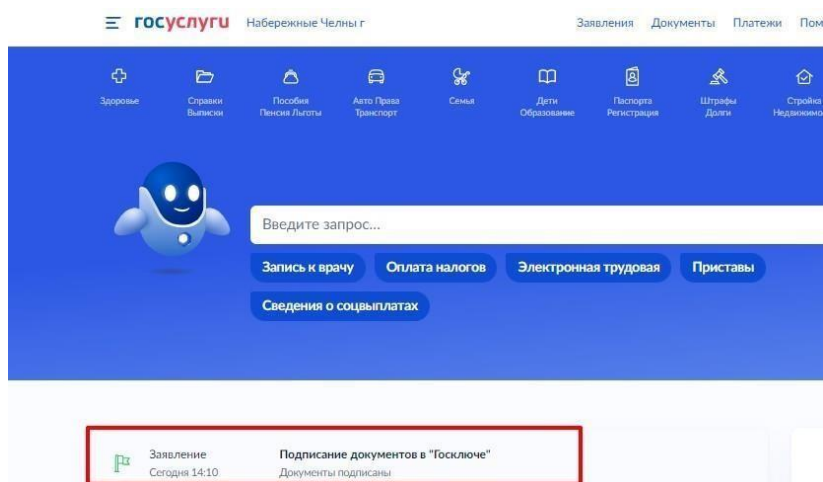 госуслуги Набережные Челны г Заявления Документы Платежи Пом
Здоровье Справки Выписки Пособия Пенсия Льготы Авто Права Транспорт Семья Дети Образование Паспорта Регистрация Штрафы Долги Стройка Недвижимо
Введите запрос...
Запись к врачу Оплата налогов Электронная трудовая Приставы
Сведения о соцвыплатах
Заявление Подписание документов в "Госключе"
Сегодня 14:10 Документы подписаны